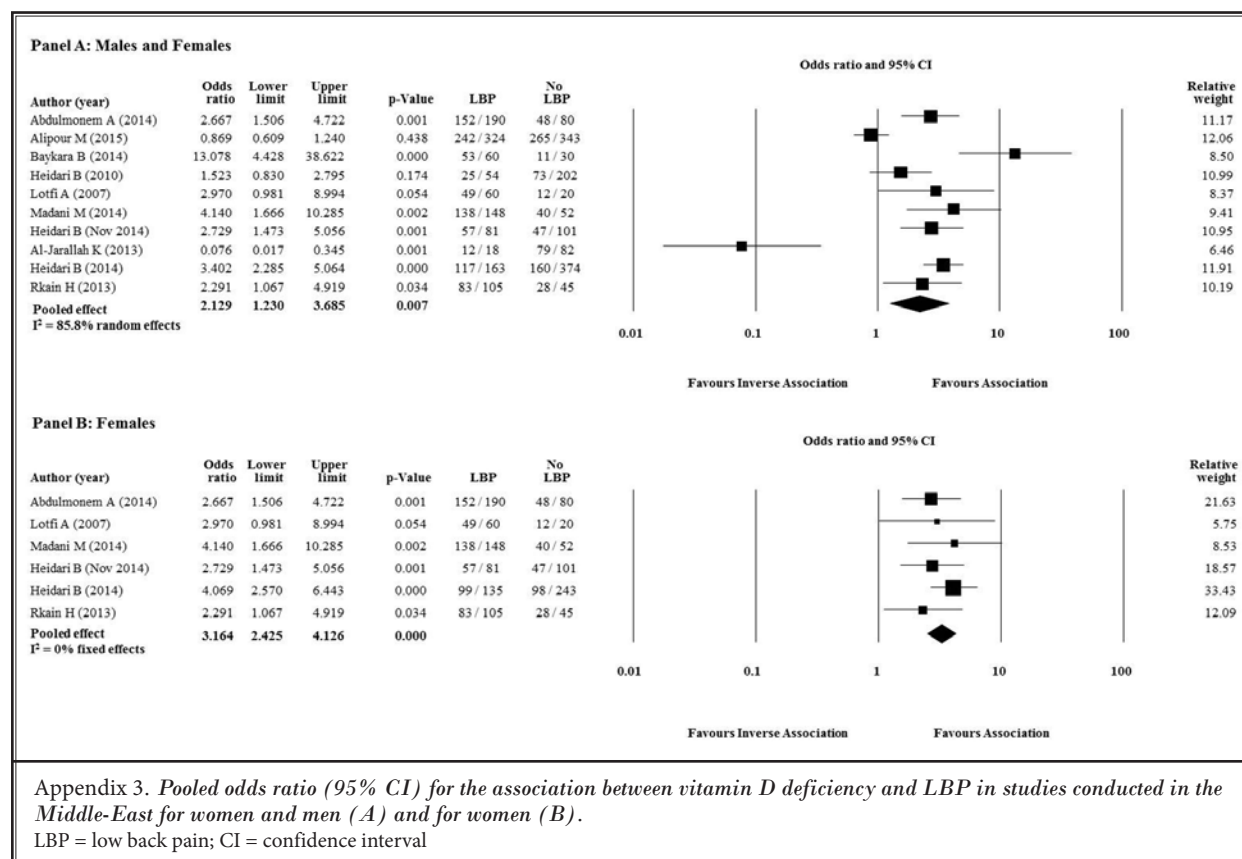 Panel A: Males and Females
Odds ratio and 95% CI
Author (year) Odds ratio Lower limit Upper limit p-Value LBP No LBP Relative weight
Abdulmonem A (2014) 2.667 1.506 4.722 0.001 152/190 48/80 11.17
Alipour M (2015) 0.869 0.609 1.240 0.438 242/324 265/343 12.06
Baykara B (2014) 13.078 4.428 38.622 0.000 53/60 11/30 8.50
Heidari B (2010) 1.523 0.830 2.795 0.174 25/54 73/202 10.99
Lotfi A (2007) 2.970 0.981 8.994 0.054 49/60 12/20 8.37
Madani M (2014) 4.140 1.666 10.285 0.002 138/148 40/52 9.41
Heidari B (Nov 2014) 2.729 1.473 5.056 0.001 57/81 47/101 10.95
Al-Jarallah K (2013) 0.076 0.017 0.345 0.001 12/18 79/82 6.46
Heidari B (2014) 3.402 2.285 5.064 0.000 117/163 160/374 11.91
Rkain H (2013) 2.291 1.067 4.919 0.034 83/105 28/45 10.19
Pooled effect 2.129 1.230 3.685 0.007
I² = 85.8% random effects
0.01 0.1 1 10 100
Favours Inverse Association Favours Association
Panel B: Females
Odds ratio and 95% CI
Author (year) Odds ratio Lower limit Upper limit p-Value LBP No LBP Relative weight
Abdulmonem A (2014) 2.667 1.506 4.722 0.001 152/190 48/80 21.63
Lotfi A (2007) 2.970 0.981 8.994 0.054 49/60 12/20 5.75
Madani M (2014) 4.140 1.666 10.285 0.002 138/148 40/52 8.53
Heidari B (Nov 2014) 2.729 1.473 5.056 0.001 57/81 47/101 18.57
Heidari B (2014) 4.069 2.570 6.443 0.000 99/135 98/243 33.43
Rkain H (2013) 2.291 1.067 4.919 0.034 83/105 28/45 12.09
Pooled effect 3.164 2.425 4.126 0.000
I² = 0% fixed effects
0.01 0.1 1 10 100
Favours Inverse Association Favours Association
Appendix 3. Pooled odds ratio (95% CI) for the association between vitamin D deficiency and LBP in studies conducted in the
Middle-East for women and men (A) and for women (B).
LBP = low back pain; CI = confidence interval